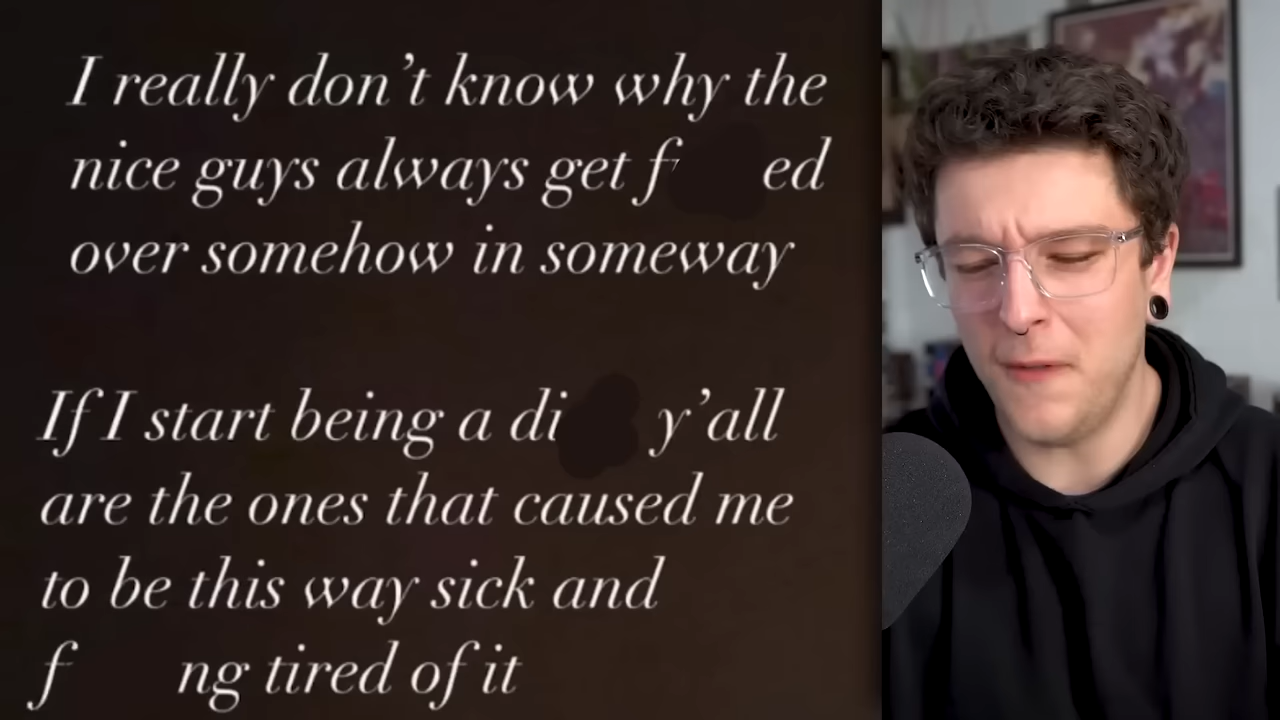 I really don’t know why the
nice guys always get f ed
over somehow in someway
If I start being a di y’all
are the ones that caused me
to be this way sick and
f ng tired of it